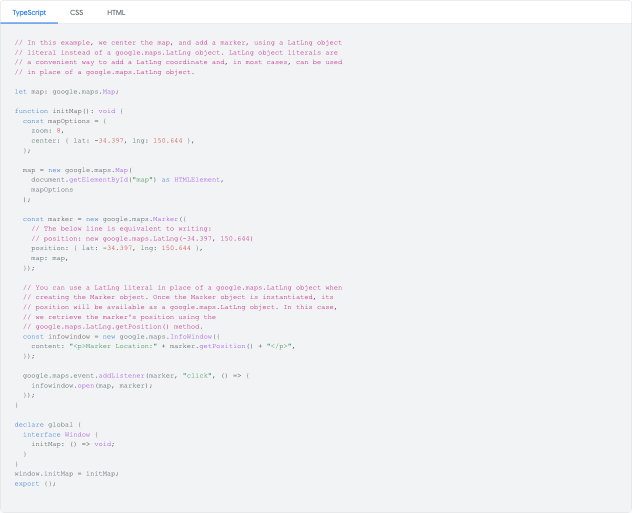 TypeScript CSS HTML
// In this example, we center the map, and add a marker, using a LatLng object
// literal instead of a google.maps.LatLng object. LatLng object literals are
// a convenient way to add a LatLng coordinate and, in most cases, can be used
// in place of a google.maps.LatLng object.
let map: google.maps.Map;
function initMap(): void {
const mapOptions = {
zoom: 8,
center: { lat: -34.397, lng: 150.644 },
};
map = new google.maps.Map(
document.getElementById("map") as HTMLElement,
mapOptions
);
const marker = new google.maps.Marker({
// The below line is equivalent to writing:
// position: new google.maps.LatLng(-34.397, 150.644)
position: { lat: -34.397, lng: 150.644 },
map: map,
});
// You can use a LatLng literal in place of a google.maps.LatLng object when
// creating the Marker object. Once the Marker object is instantiated, its
// position will be available as a google.maps.LatLng object. In this case,
// we retrieve the marker's position using the
// google.maps.LatLng.getPosition() method.
const infowindow = new google.maps.InfoWindow({
content: "<p>Marker Location:" + marker.getPosition() + "</p>",
});
google.maps.event.addListener(marker, "click", () => {
infowindow.open(map, marker);
});
}
declare global {
interface Window {
initMap: () => void;
}
}
window.initMap = initMap;
export {};